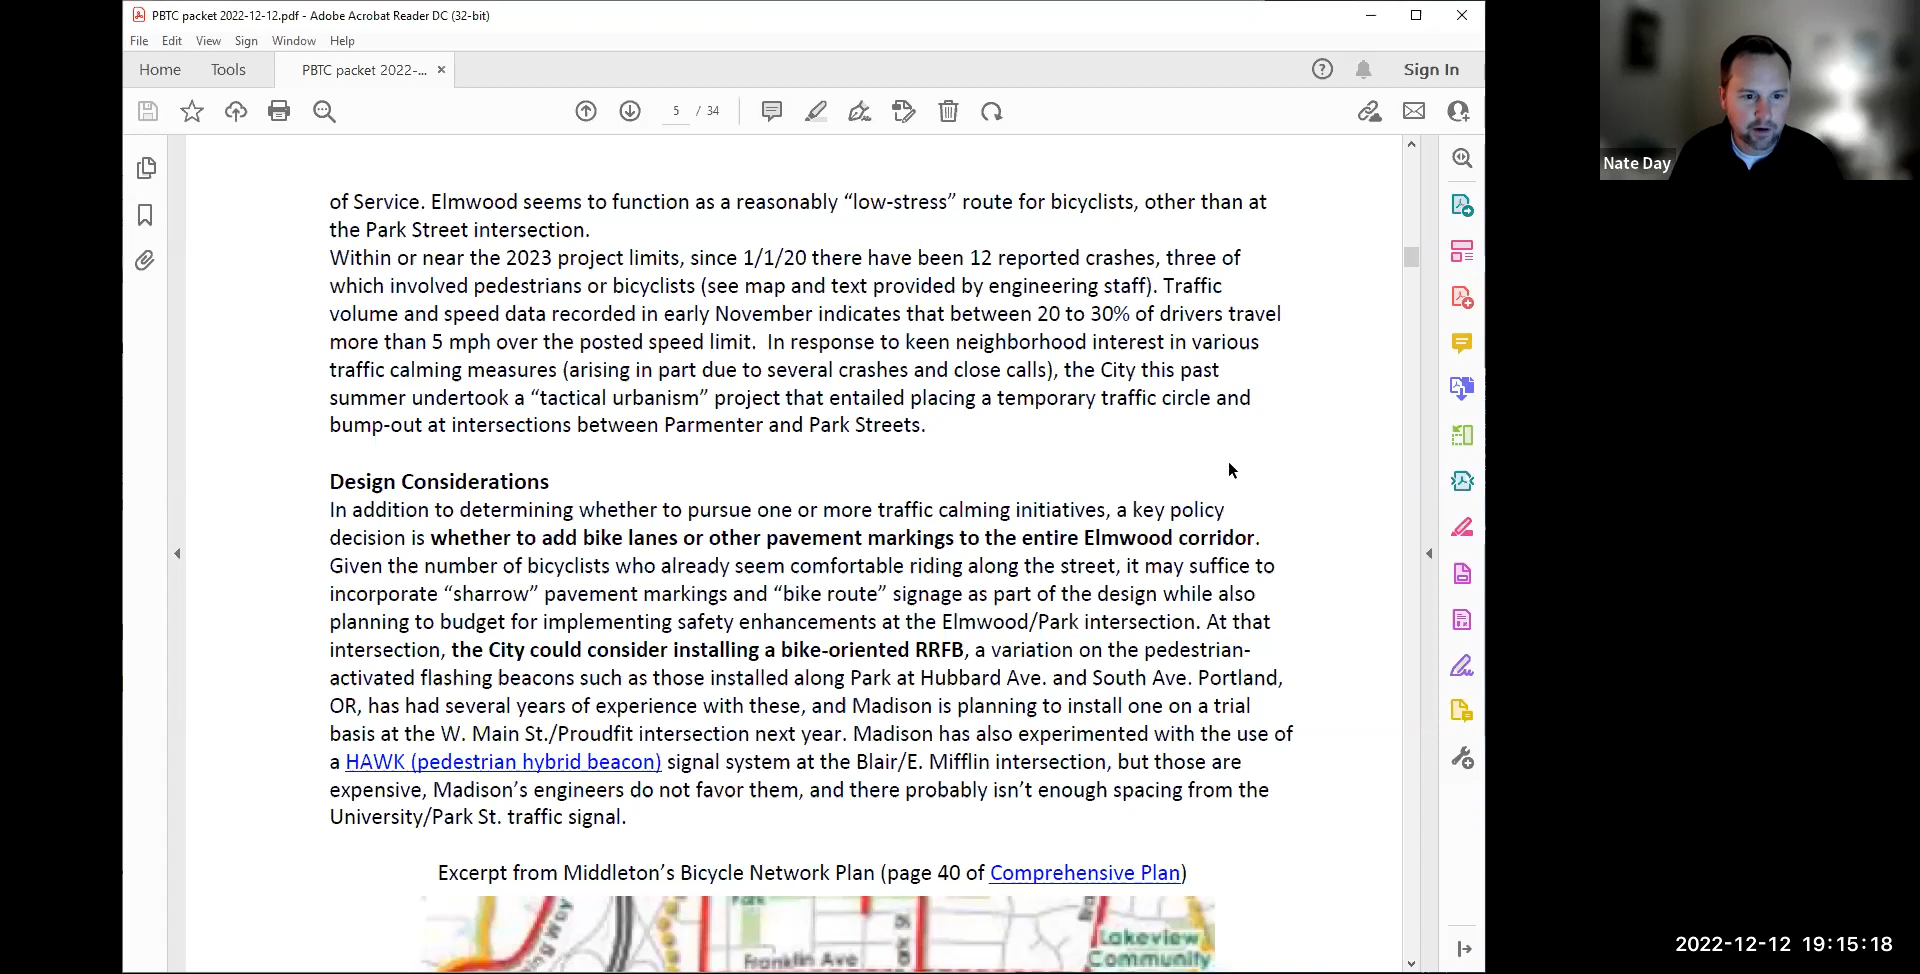 PBTC packet 2022-12-12.pdf - Adobe Acrobat Reader DC (32-bit)
File Edit View Sign Window Help
Home Tools PBTC packet 2022-... × Sign In
5 / 34
Nate Day
of Service. Elmwood seems to function as a reasonably “low-stress” route for bicyclists, other than at
the Park Street intersection.
Within or near the 2023 project limits, since 1/1/20 there have been 12 reported crashes, three of
which involved pedestrians or bicyclists (see map and text provided by engineering staff). Traffic
volume and speed data recorded in early November indicates that between 20 to 30% of drivers travel
more than 5 mph over the posted speed limit.  In response to keen neighborhood interest in various
traffic calming measures (arising in part due to several crashes and close calls), the City this past
summer undertook a “tactical urbanism” project that entailed placing a temporary traffic circle and
bump-out at intersections between Parmenter and Park Streets.
Design Considerations
In addition to determining whether to pursue one or more traffic calming initiatives, a key policy
decision is whether to add bike lanes or other pavement markings to the entire Elmwood corridor.
Given the number of bicyclists who already seem comfortable riding along the street, it may suffice to
incorporate “sharrow” pavement markings and “bike route” signage as part of the design while also
planning to budget for implementing safety enhancements at the Elmwood/Park intersection. At that
intersection, the City could consider installing a bike-oriented RRFB, a variation on the pedestrian-
activated flashing beacons such as those installed along Park at Hubbard Ave. and South Ave. Portland,
OR, has had several years of experience with these, and Madison is planning to install one on a trial
basis at the W. Main St./Proudfit intersection next year. Madison has also experimented with the use of
a HAWK (pedestrian hybrid beacon) signal system at the Blair/E. Mifflin intersection, but those are
expensive, Madison’s engineers do not favor them, and there probably isn’t enough spacing from the
University/Park St. traffic signal.
Excerpt from Middleton’s Bicycle Network Plan (page 40 of Comprehensive Plan)
Park
Lakeview
Community
Franklin Ave
2022-12-12 19:15:18